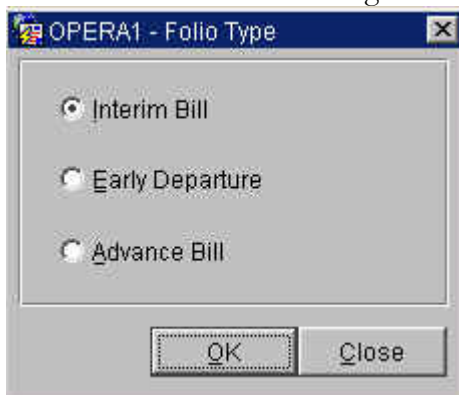 OPERA1 - Folio Type
Interim Bill
Early Departure
Advance Bill
OK Close